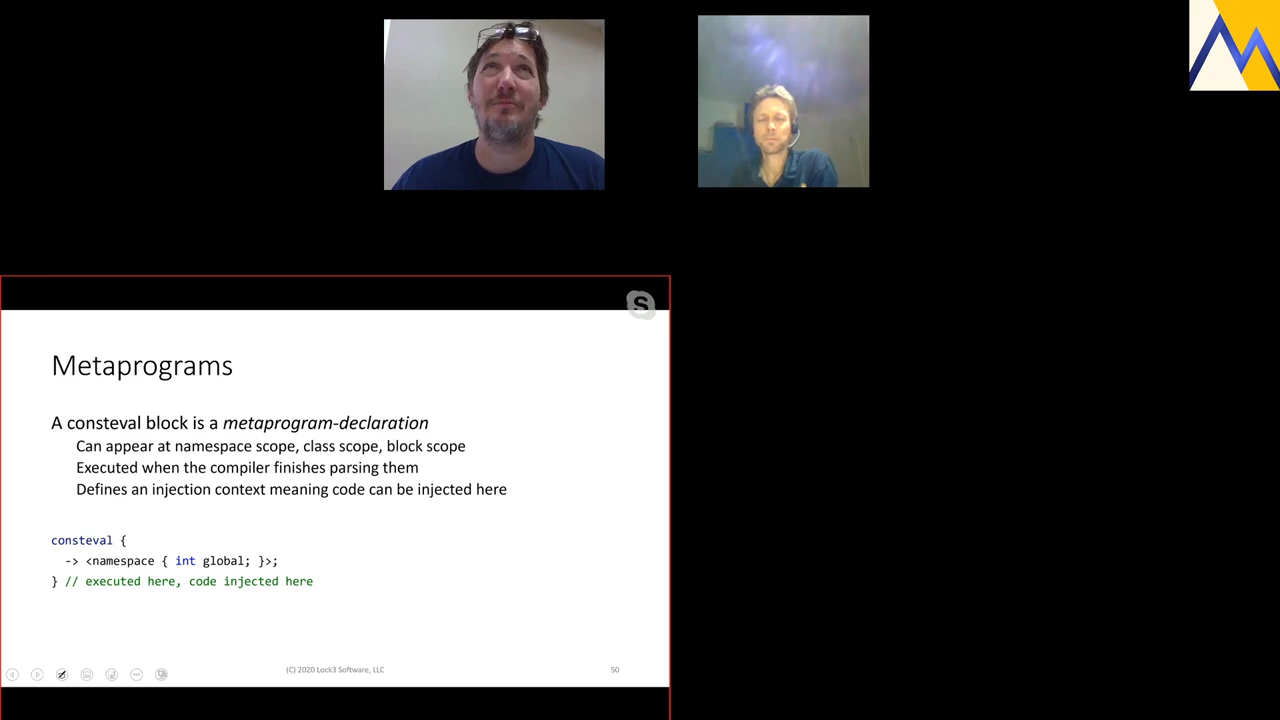 S
Metaprograms
A consteval block is a metaprogram-declaration
Can appear at namespace scope, class scope, block scope
Executed when the compiler finishes parsing them
Defines an injection context meaning code can be injected here
consteval {
-> <namespace { int global; }>;
} // executed here, code injected here
(C) 2020 Lock3 Software, LLC
50